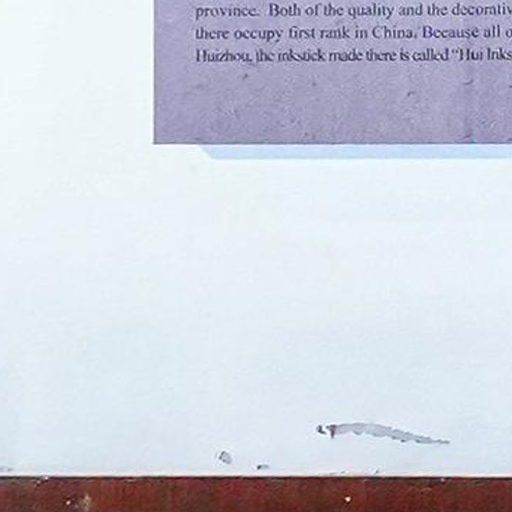 province. Both of the quality and the decorativ
there occupy first rank in China. Because all o
Huizhou, the inkstick made there is called “Hui Inks